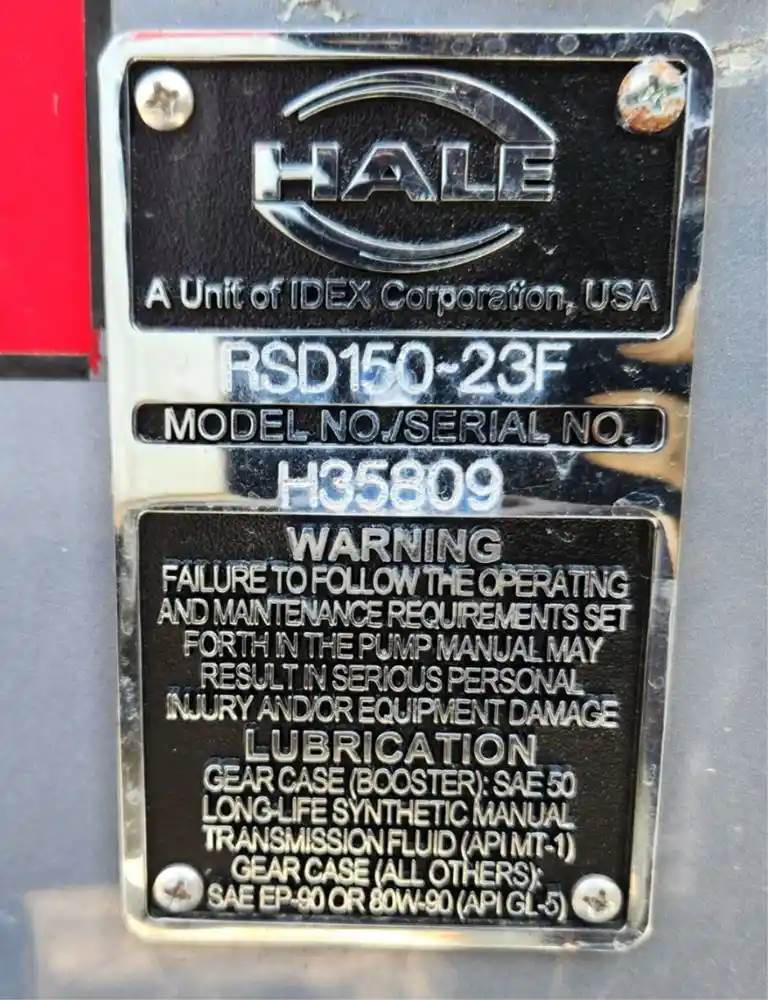 HALE
A Unit of IDEX Corporation, USA
RSD150-23F
MODEL NO./SERIAL NO.
H35809
WARNING
FAILURE TO FOLLOW THE OPERATING
AND MAINTENANCE REQUIREMENTS SET
FORTH IN THE PUMP MANUAL MAY
RESULT IN SERIOUS PERSONAL
INJURY AND/OR EQUIPMENT DAMAGE
LUBRICATION
GEAR CASE (BOOSTER): SAE 50
LONG-LIFE SYNTHETIC MANUAL
TRANSMISSION FLUID (API MT-1)
GEAR CASE (ALL OTHERS):
SAE EP-90 OR 80W-90 (API GL-5)